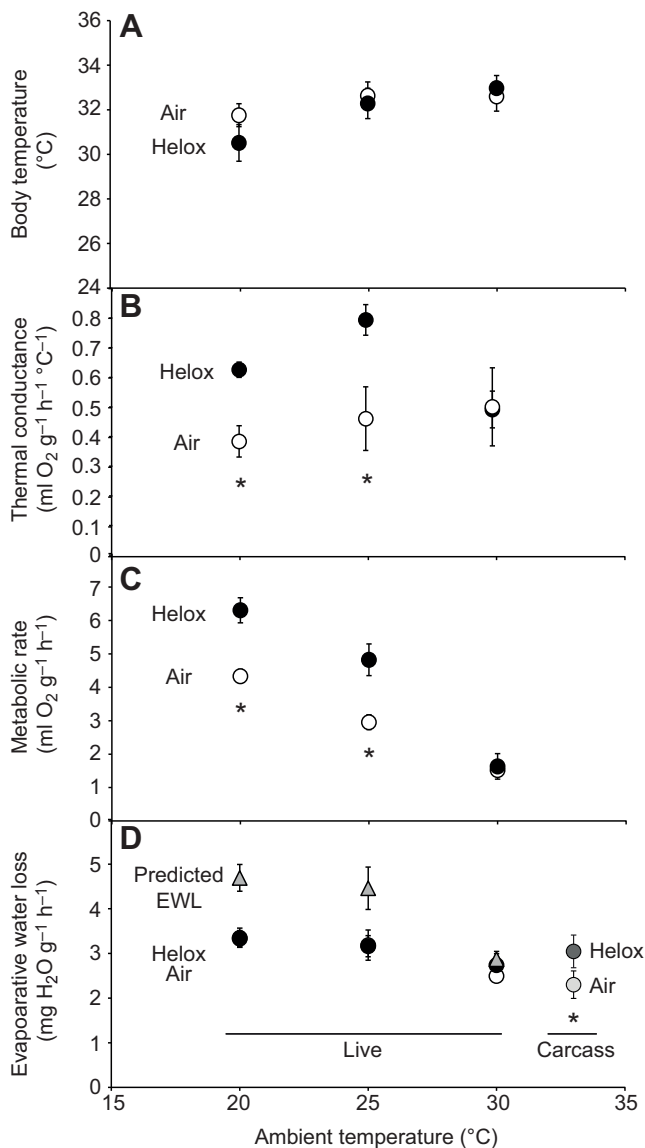 A
36
34
32
30
28
26
24
Body temperature
(°C)
Air
Helox
B
0.8
0.7
0.6
0.5
0.4
0.3
0.2
0.1
0
Thermal conductance
(ml O₂ g⁻¹ h⁻¹ °C⁻¹)
Helox
Air
*
*
C
7
6
5
4
3
2
1
0
Metabolic rate
(ml O₂ g⁻¹ h⁻¹)
Helox
Air
*
*
D
5
4
3
2
1
0
Evapoarative water loss
(mg H₂O g⁻¹ h⁻¹)
Predicted
EWL
Helox
Air
Helox
Air
*
Live
Carcass
15
20
25
30
35
Ambient temperature (°C)